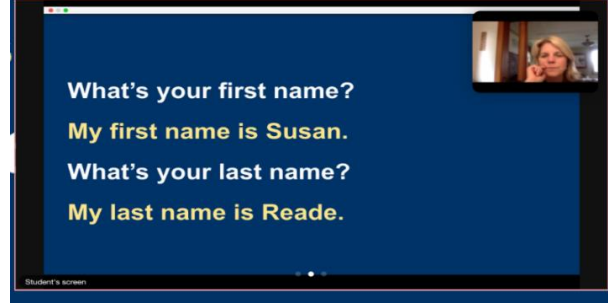 What's your first name?
My first name is Susan.
What's your last name?
My last name is Reade.
Student's screen